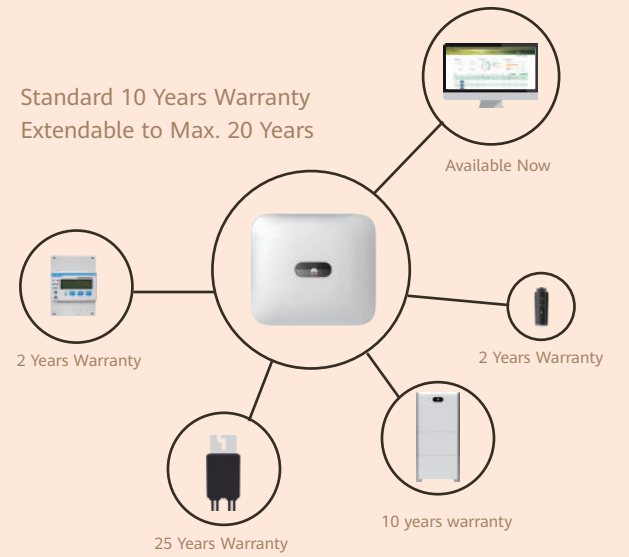 Standard 10 Years Warranty
Extendable to Max. 20 Years
Available Now
2 Years Warranty
2 Years Warranty
10 years warranty
25 Years Warranty